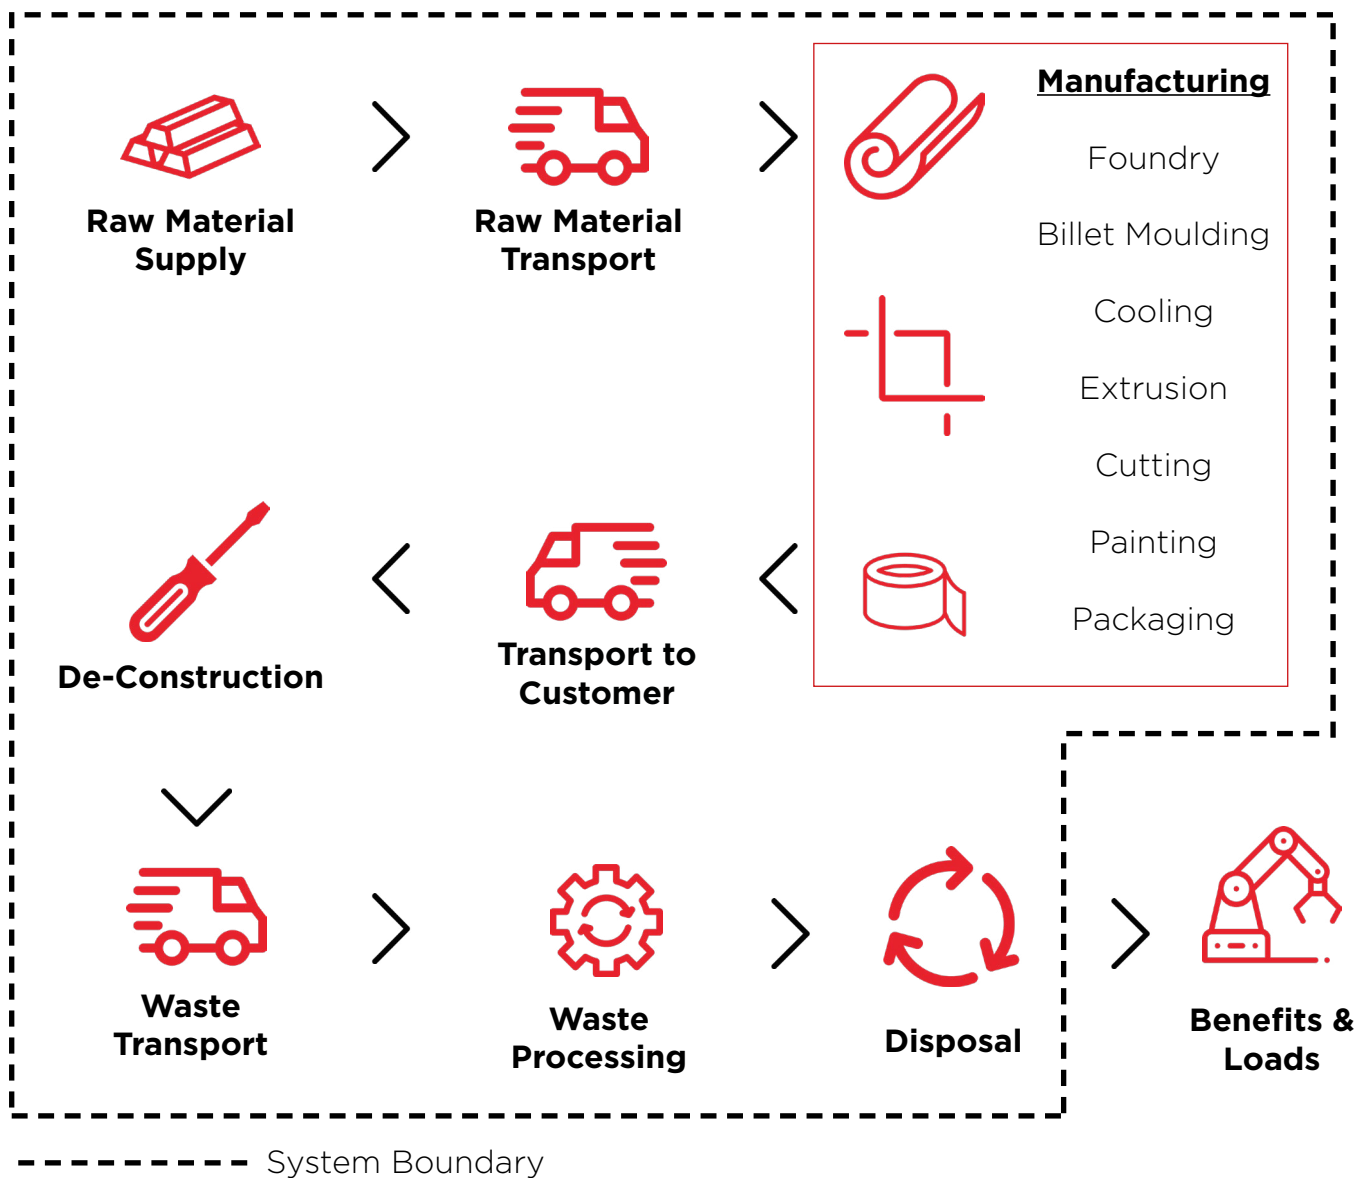 Raw Material
Supply
Raw Material
Transport
Manufacturing
Foundry
Billet Moulding
Cooling
Extrusion
Cutting
Painting
Packaging
Transport to
Customer
De-Construction
Waste
Transport
Waste
Processing
Disposal
Benefits &
Loads
System Boundary